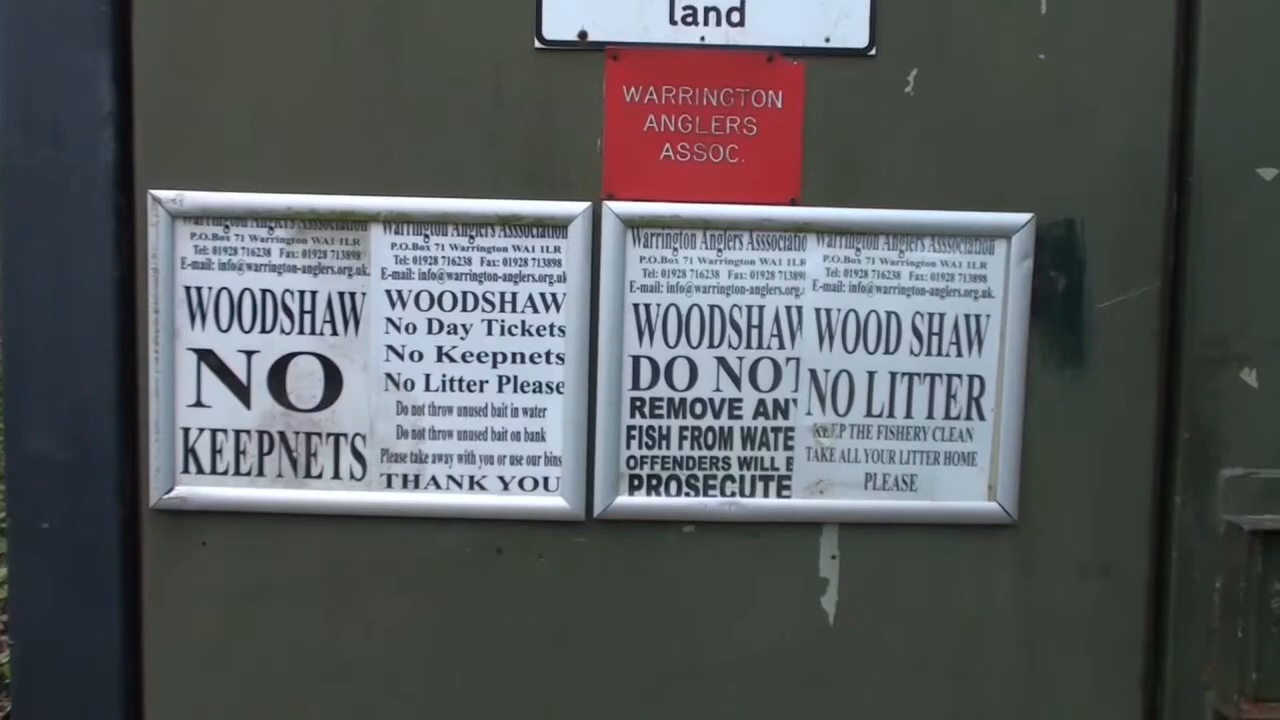 land
WARRINGTON
ANGLERS
ASSOC.
Warrington Anglers Asssociation
P.O.Box 71 Warrington WA1 1LR
Tel: 01928 716238 Fax: 01928 713898
E-mail: info@warrington-anglers.org.uk.
WOODSHAW
NO
KEEPNETS
Warrington Anglers Asssociation
P.O.Box 71 Warrington WA1 1LR
Tel: 01928 716238 Fax: 01928 713898
E-mail: info@warrington-anglers.org.uk
WOODSHAW
No Day Tickets
No Keepnets
No Litter Please
Do not throw unused bait in water
Do not throw unused bait on bank
Please take away with you or use our bins
THANK YOU
Warrington Anglers Asssociatio
P.O.Box 71 Warrington WA1 1LR
Tel: 01928 716238 Fax: 01928 71389
E-mail: info@warrington-anglers.org.
WOODSHAW
DO NOT
REMOVE ANY
FISH FROM WATE
OFFENDERS WILL B
PROSECUTE
Warrington Anglers Asssociation
P.O.Box 71 Warrington WA1 1LR
Tel: 01928 716238 Fax: 01928 713898
E-mail: info@warrington-anglers.org.uk.
WOOD SHAW
NO LITTER
KEEP THE FISHERY CLEAN
TAKE ALL YOUR LITTER HOME
PLEASE